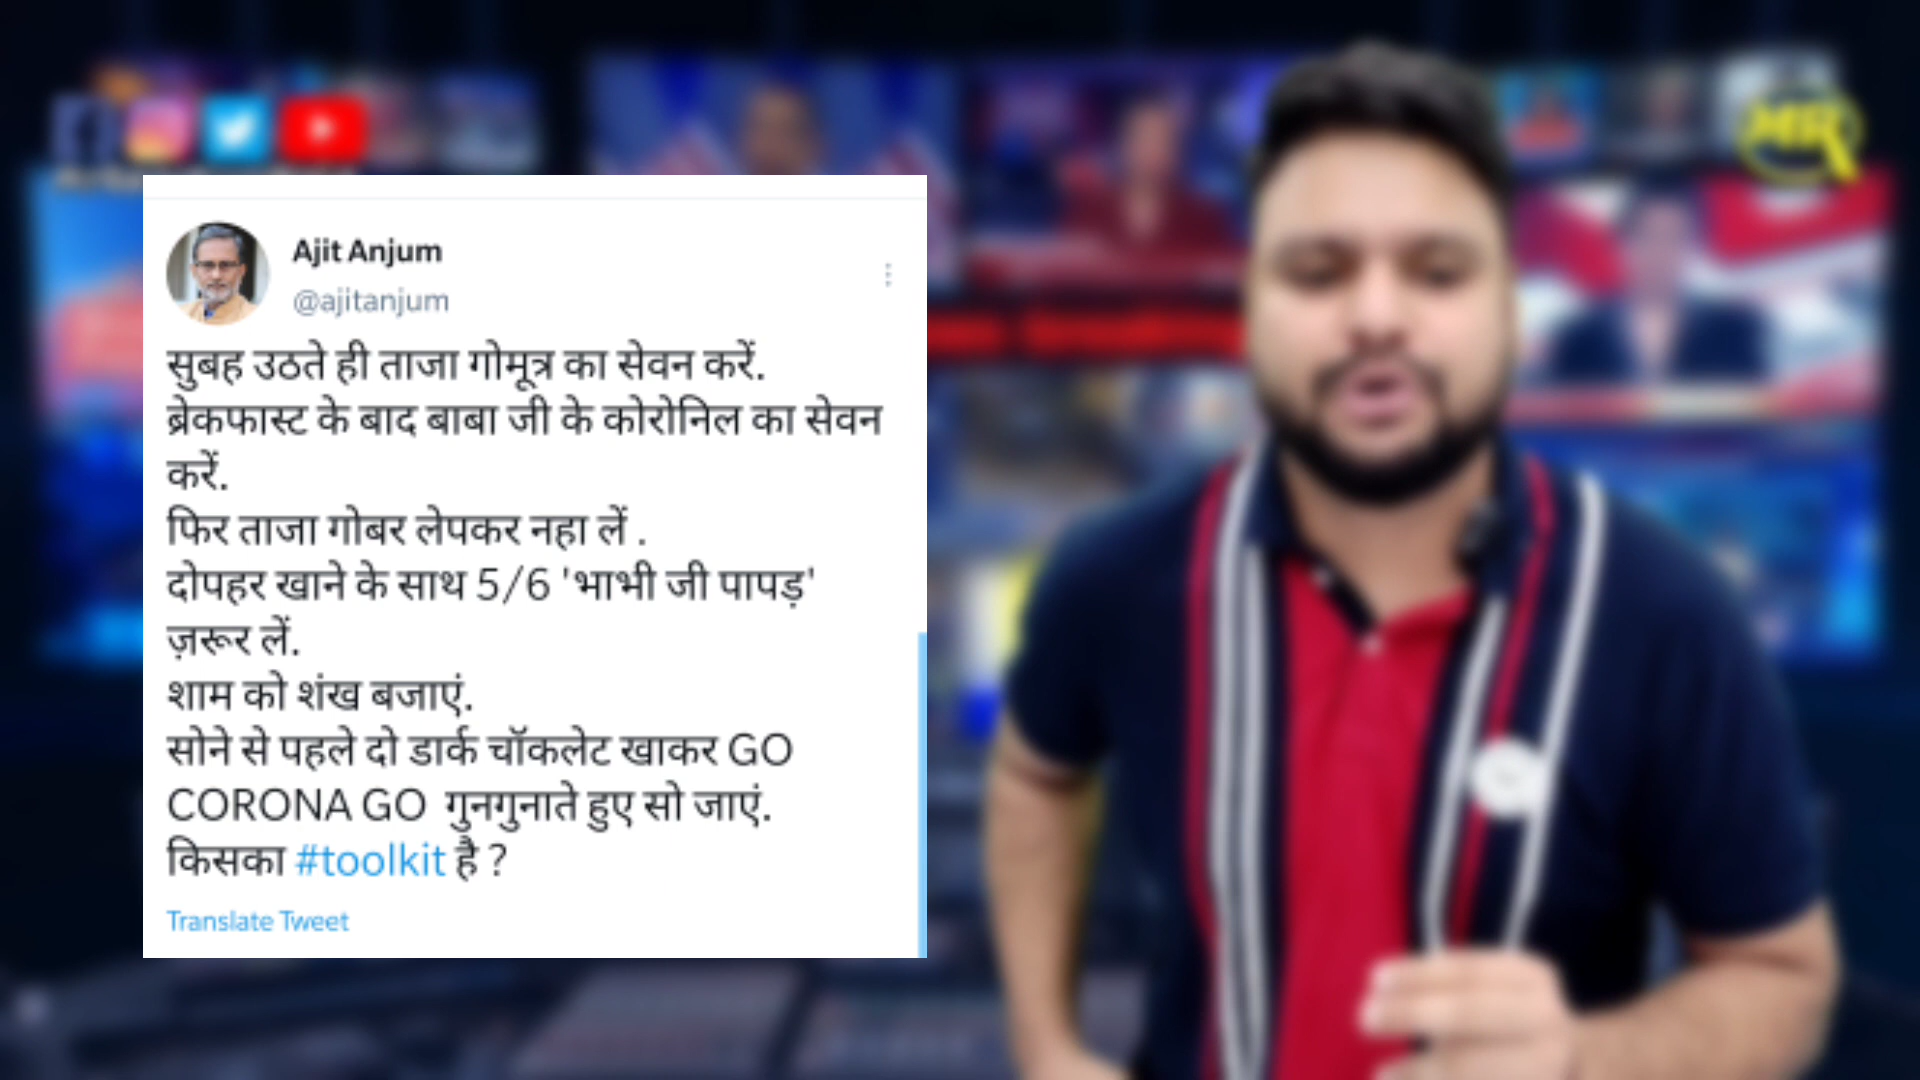 Ajit Anjum
@ajitanjum
सुबह उठते ही ताजा गोमूत्र का सेवन करें.
ब्रेकफास्ट के बाद बाबा जी के कोरोनिल का सेवन
करें.
फिर ताजा गोबर लेपकर नहा लें .
दोपहर खाने के साथ 5/6 'भाभी जी पापड़'
ज़रूर लें.
शाम को शंख बजाएं.
सोने से पहले दो डार्क चॉकलेट खाकर GO
CORONA GO गुनगुनाते हुए सो जाएं.
किसका #toolkit है ?
Translate Tweet